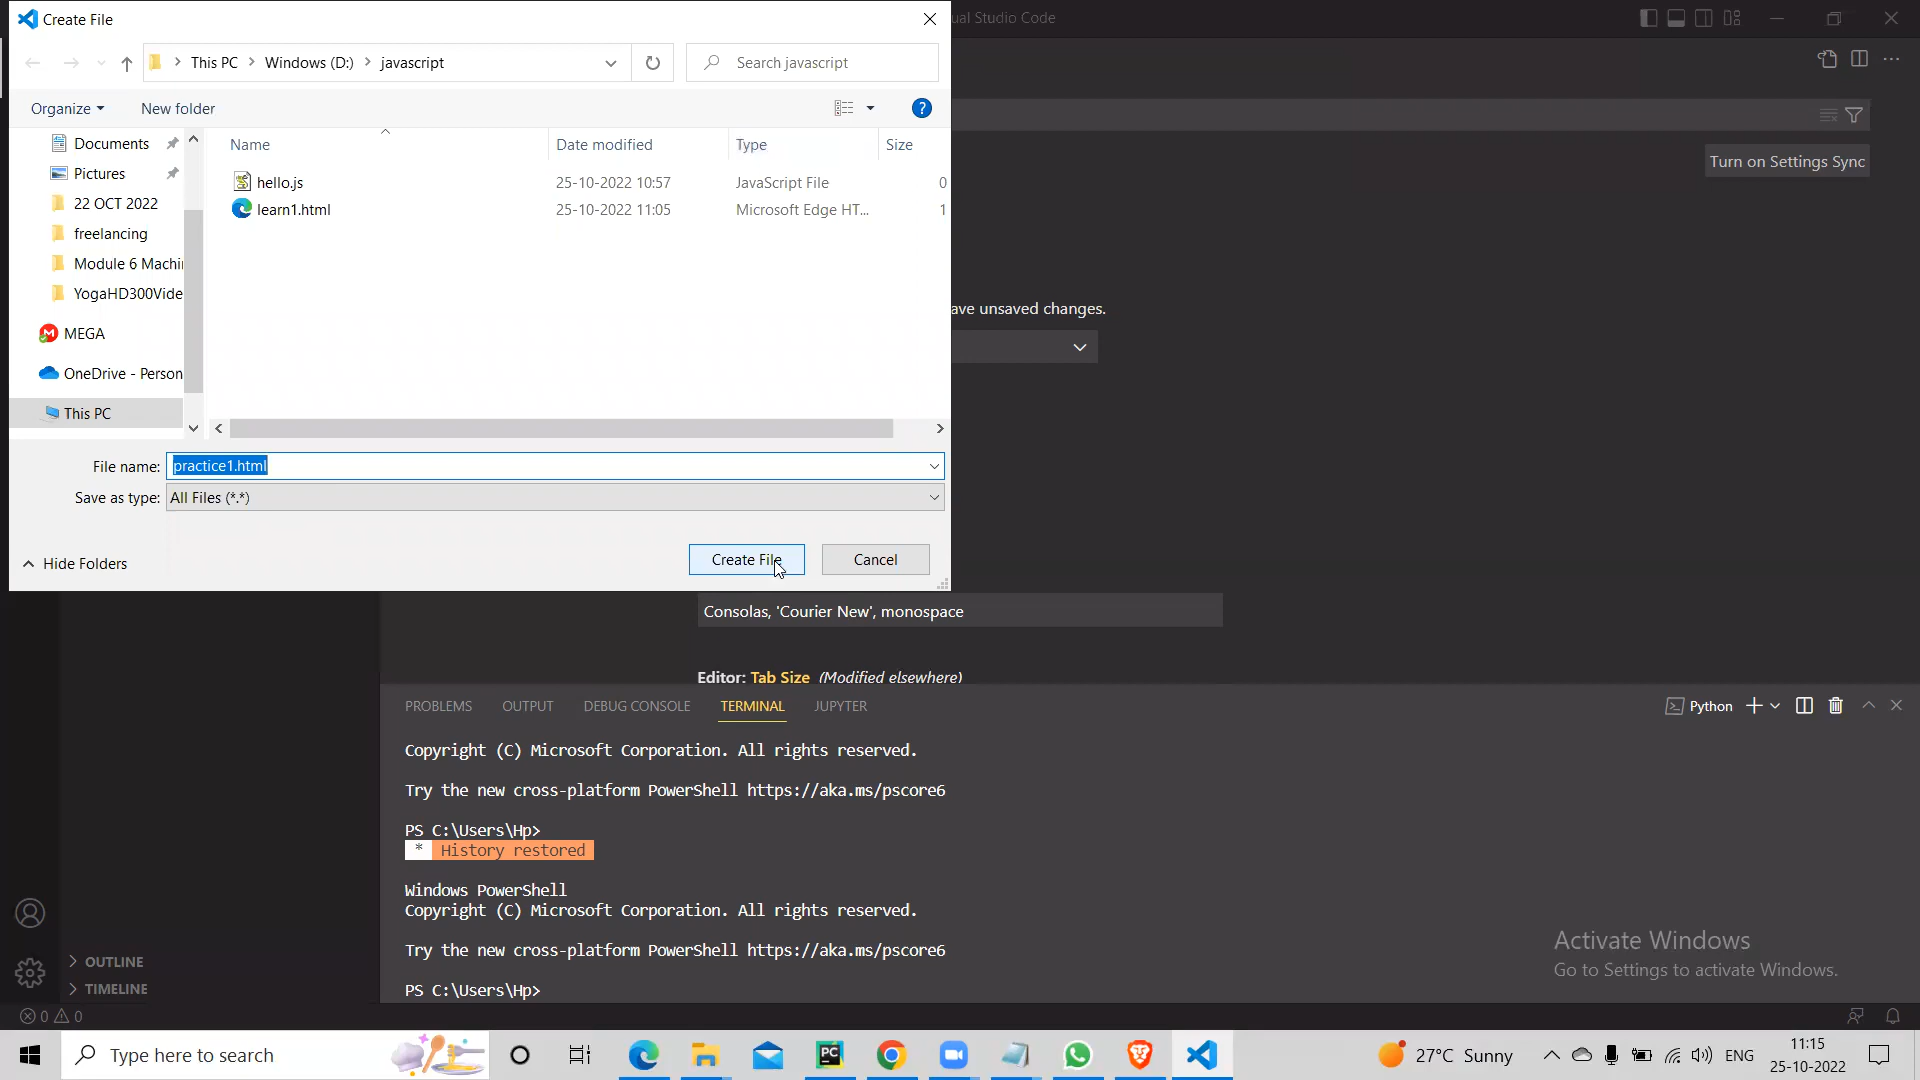 Create File
ual Studio Code
This PC
Windows (D:)
javascript
Search javascript
Organize
New folder
?
Turn on Settings Sync
Documents
Pictures
22 OCT 2022
freelancing
Module 6 Machi
YogaHD300Vide
MEGA
OneDrive - Person
This PC
Name
Date modified
Type
Size
hello.js
25-10-2022 10:57
JavaScript File
0
learn1.html
25-10-2022 11:05
Microsoft Edge HT...
1
ave unsaved changes.
File name:
practice1.html
Save as type:
All Files (*.*)
Hide Folders
Create File
Cancel
Consolas, 'Courier New', monospace
Editor: Tab Size (Modified elsewhere)
PROBLEMS
OUTPUT
DEBUG CONSOLE
TERMINAL
JUPYTER
Python
Copyright (C) Microsoft Corporation. All rights reserved.
Try the new cross-platform PowerShell https://aka.ms/pscore6
PS C:\Users\Hp>
* History restored
Windows PowerShell
Copyright (C) Microsoft Corporation. All rights reserved.
Try the new cross-platform PowerShell https://aka.ms/pscore6
PS C:\Users\Hp>
Activate Windows
Go to Settings to activate Windows.
OUTLINE
TIMELINE
0
0
Type here to search
PC
27°C Sunny
ENG
11:15
25-10-2022